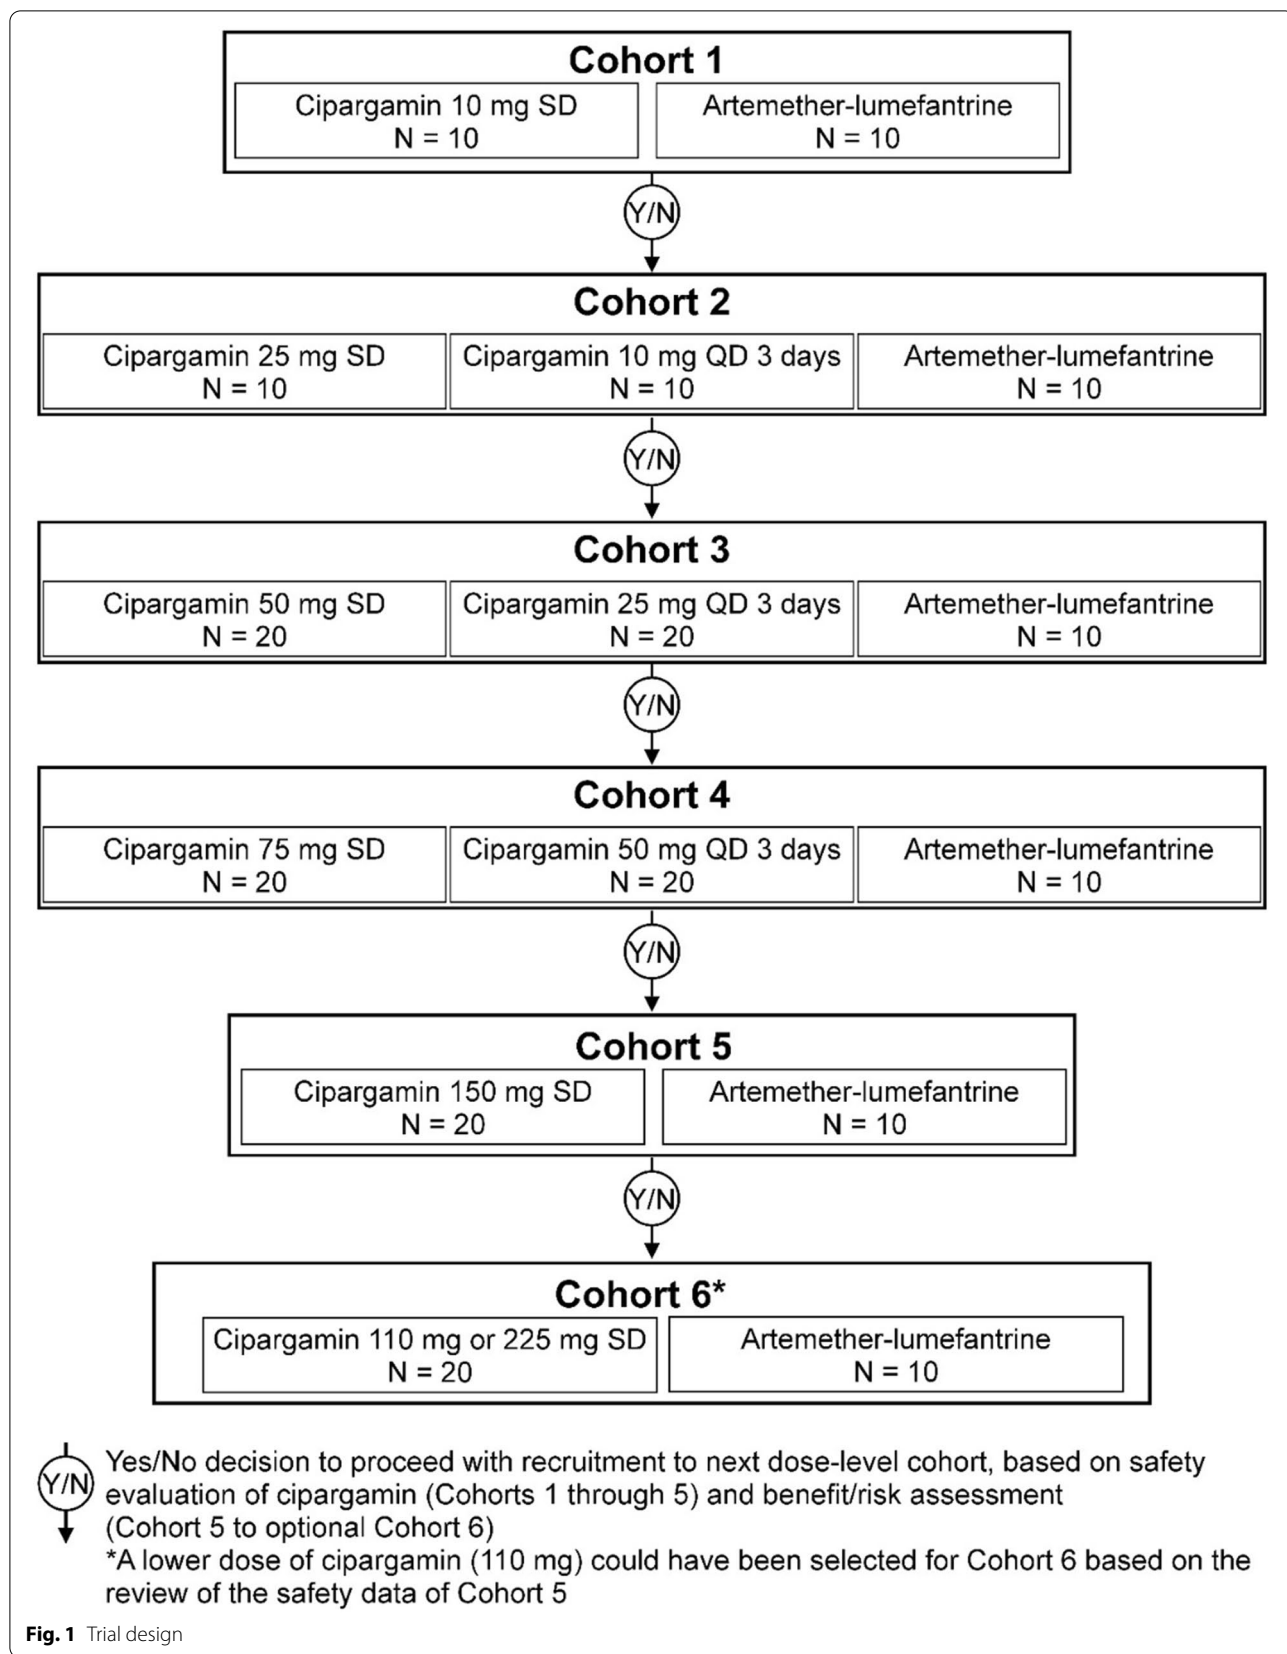 Cohort 1
Cipargamin 10 mg SD
N = 10
Artemether-lumefantrine
N = 10
Y/N
Cohort 2
Cipargamin 25 mg SD
N = 10
Cipargamin 10 mg QD 3 days
N = 10
Artemether-lumefantrine
N = 10
Y/N
Cohort 3
Cipargamin 50 mg SD
N = 20
Cipargamin 25 mg QD 3 days
N = 20
Artemether-lumefantrine
N = 10
Y/N
Cohort 4
Cipargamin 75 mg SD
N = 20
Cipargamin 50 mg QD 3 days
N = 20
Artemether-lumefantrine
N = 10
Y/N
Cohort 5
Cipargamin 150 mg SD
N = 20
Artemether-lumefantrine
N = 10
Y/N
Cohort 6*
Cipargamin 110 mg or 225 mg SD
N = 20
Artemether-lumefantrine
N = 10
Y/N
Yes/No decision to proceed with recruitment to next dose-level cohort, based on safety
evaluation of cipargamin (Cohorts 1 through 5) and benefit/risk assessment
(Cohort 5 to optional Cohort 6)
*A lower dose of cipargamin (110 mg) could have been selected for Cohort 6 based on the
review of the safety data of Cohort 5
Fig. 1 Trial design